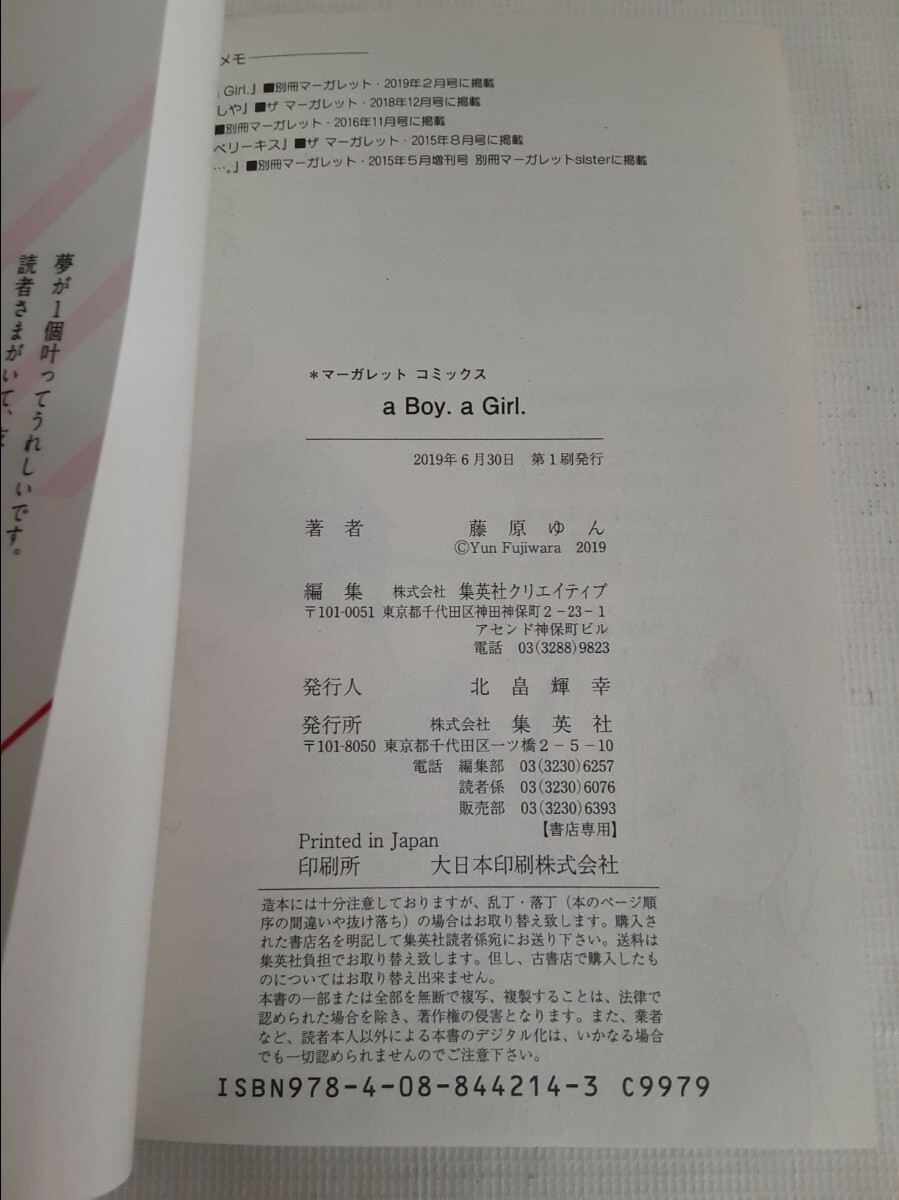 メモ
Girl.』■別冊マーガレット・2019年2月号に掲載
しや』■ザ マーガレット・2018年12月号に掲載
■別冊マーガレット・2016年11月号に掲載
ベリーキス』■ザ マーガレット・2015年8月号に掲載
…。』■別冊マーガレット・2015年5月増刊号 別冊マーガレットsisterに掲載
夢が1個叶ってうれしいです。
読者さまがいて、
＊マーガレット コミックス
a Boy. a Girl.
2019年6月30日 第1刷発行
著者 藤原ゆん
©Yun Fujiwara 2019
編集 株式会社 集英社クリエイティブ
〒101-0051 東京都千代田区神田神保町2－23－1
アセンド神保町ビル
電話 03(3288)9823
発行人 北畠輝幸
発行所 株式会社 集英社
〒101-8050 東京都千代田区一ツ橋2－5－10
電話 編集部 03(3230)6257
読者係 03(3230)6076
販売部 03(3230)6393
【書店専用】
Printed in Japan
印刷所 大日本印刷株式会社
造本には十分注意しておりますが、乱丁・落丁（本のページ順
序の間違いや抜け落ち）の場合はお取り替え致します。購入さ
れた書店名を明記して集英社読者係宛にお送り下さい。送料は
集英社負担でお取り替え致します。但し、古書店で購入したも
のについてはお取り替え出来ません。
本書の一部または全部を無断で複写、複製することは、法律で
認められた場合を除き、著作権の侵害となります。また、業者
など、読者本人以外による本書のデジタル化は、いかなる場合
でも一切認められませんのでご注意下さい。
ISBN978-4-08-844214-3 C9979